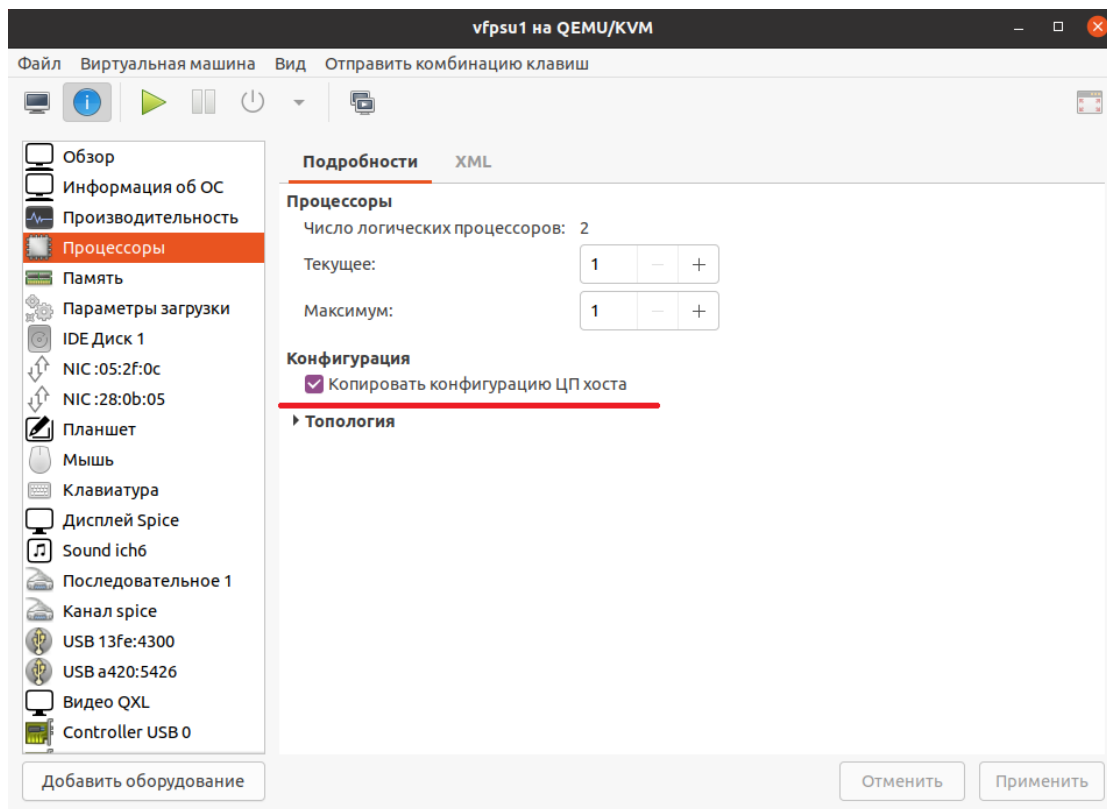 vfpsu1 на QEMU/KVM
Файл Виртуальная машина Вид Отправить комбинацию клавиш
Обзор
Информация об ОС
Производительность
Процессоры
Память
Параметры загрузки
IDE Диск 1
NIC :05:2f:0c
NIC :28:0b:05
Планшет
Мышь
Клавиатура
Дисплей Spice
Sound ich6
Последовательное 1
Канал spice
USB 13fe:4300
USB a420:5426
Видео QXL
Controller USB 0
Добавить оборудование
Подробности XML
Процессоры
Число логических процессоров: 2
Текущее: 1 − +
Максимум: 1 − +
Конфигурация
Копировать конфигурацию ЦП хоста
Топология
Отменить Применить